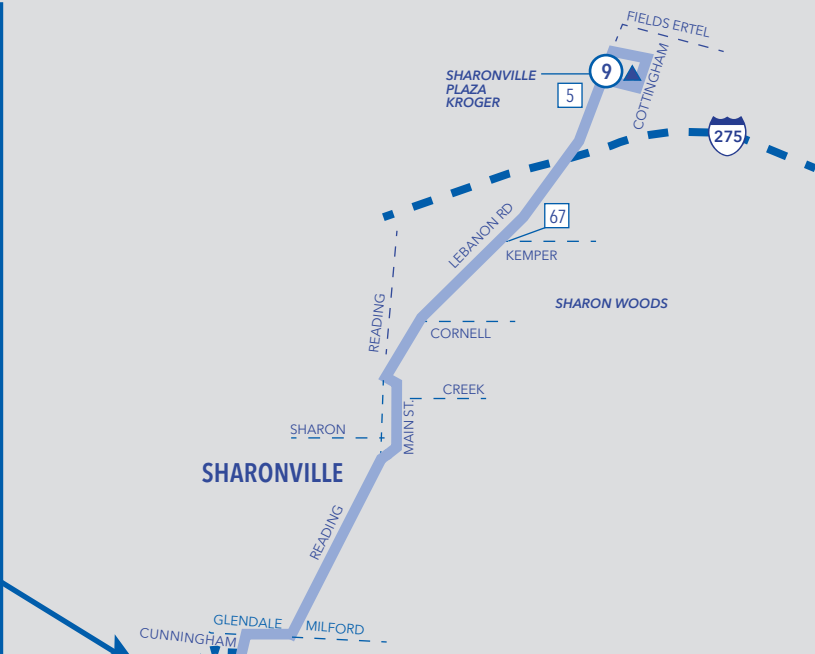 FIELDS ERTEL
SHARONVILLE
PLAZA
KROGER
9
5
COTTINGHAM
275
67
LEBANON RD
KEMPER
SHARON WOODS
READING
CORNELL
CREEK
MAIN ST.
SHARON
SHARONVILLE
READING
GLENDALE
MILFORD
CUNNINGHAM